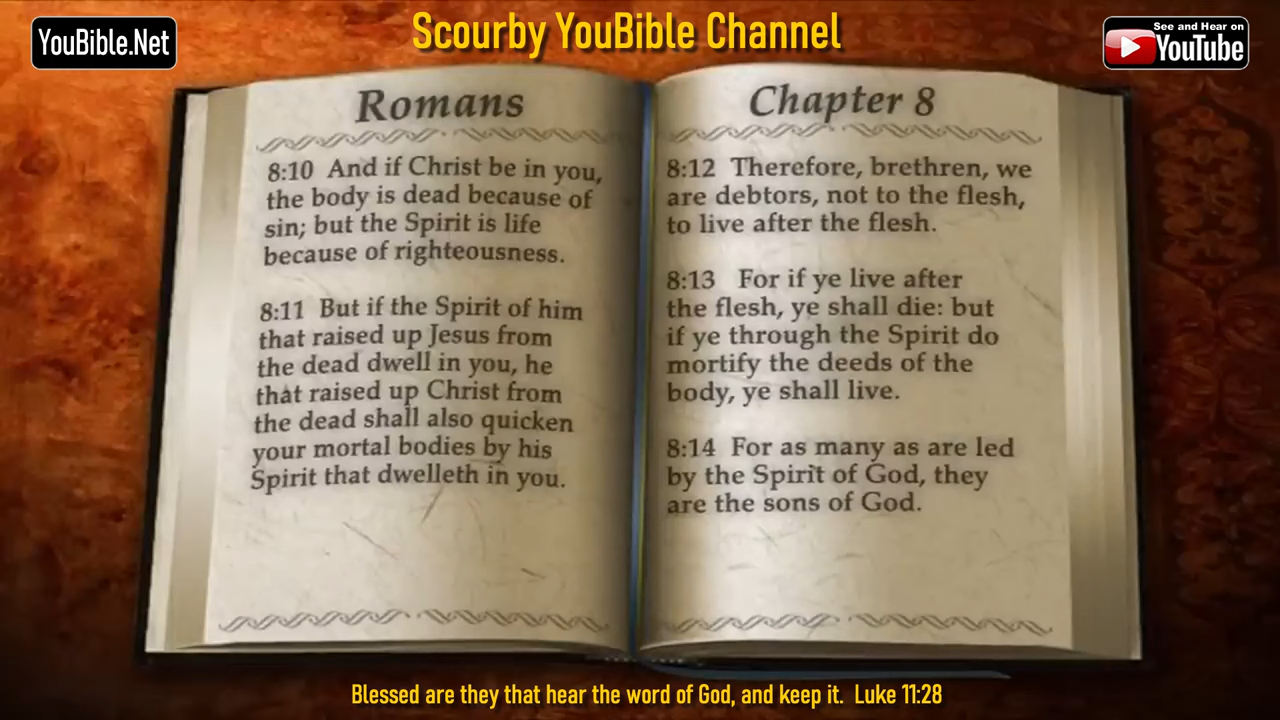 YouBible.Net
Scourby YouBible Channel
See and Hear on
YouTube
Romans
8:10 And if Christ be in you,
the body is dead because of
sin; but the Spirit is life
because of righteousness.
8:11 But if the Spirit of him
that raised up Jesus from
the dead dwell in you, he
that raised up Christ from
the dead shall also quicken
your mortal bodies by his
Spirit that dwelleth in you.
Chapter 8
8:12 Therefore, brethren, we
are debtors, not to the flesh,
to live after the flesh.
8:13 For if ye live after
the flesh, ye shall die: but
if ye through the Spirit do
mortify the deeds of the
body, ye shall live.
8:14 For as many as are led
by the Spirit of God, they
are the sons of God.
Blessed are they that hear the word of God, and keep it. Luke 11:28